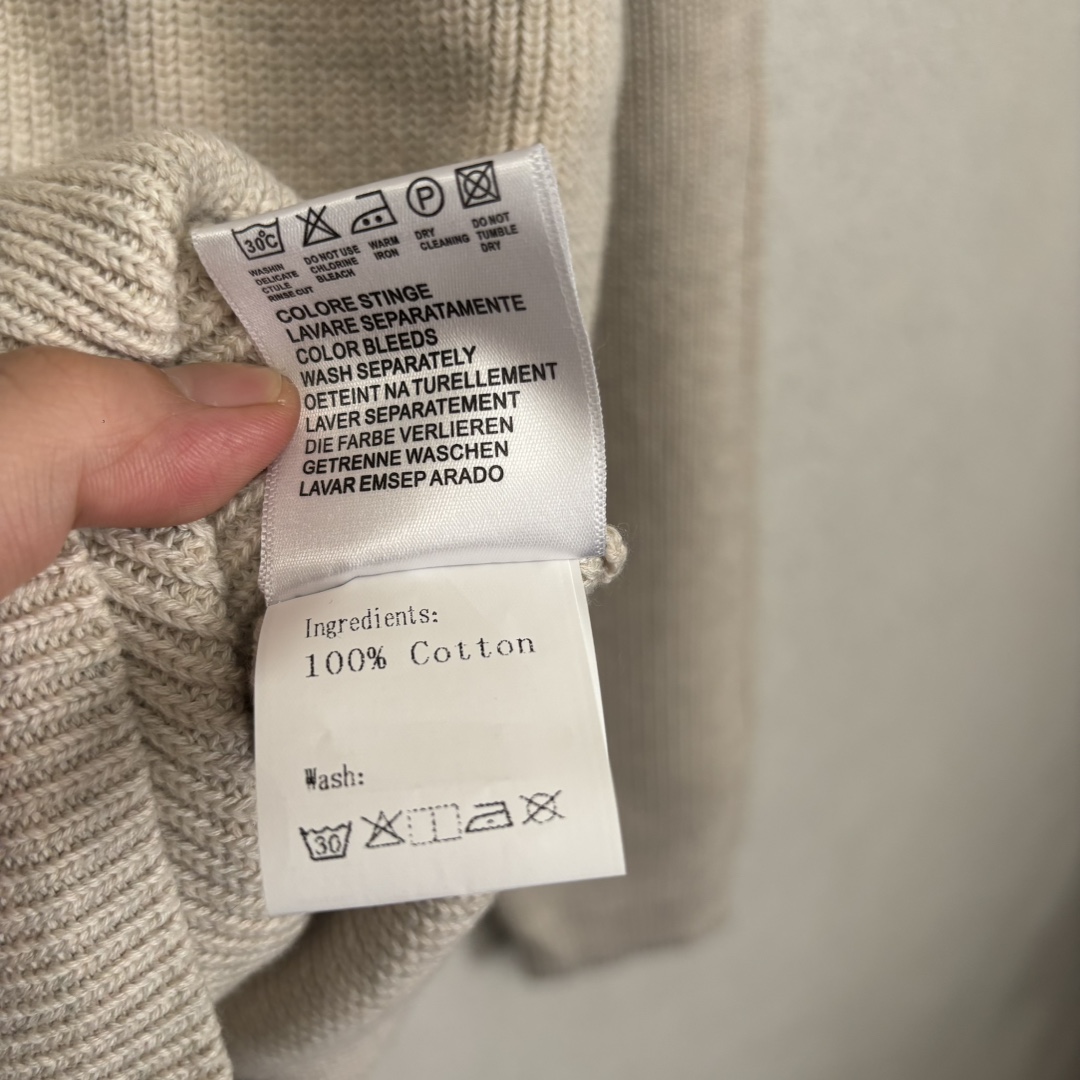 30°C
P
WASHIN
DELICATE
CTULE
RINSE CUT
DO NOT USE
CHLORINE
BLEACH
WARM
IRON
DRY
CLEANING
DO NOT
TUMBLE
DRY
COLORE STINGE
LAVARE SEPARATAMENTE
COLOR BLEEDS
WASH SEPARATELY
OETEINT NA TURELLEMENT
LAVER SEPARATEMENT
DIE FARBE VERLIEREN
GETRENNE WASCHEN
LAVAR EMSEP ARADO
Ingredients:
100% Cotton
Wash:
30